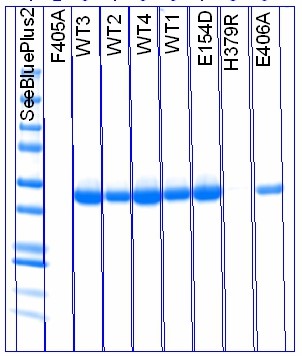 SeeBluePlus2
F405A
WT3
WT2
WT4
WT1
E154D
H379R
E406A